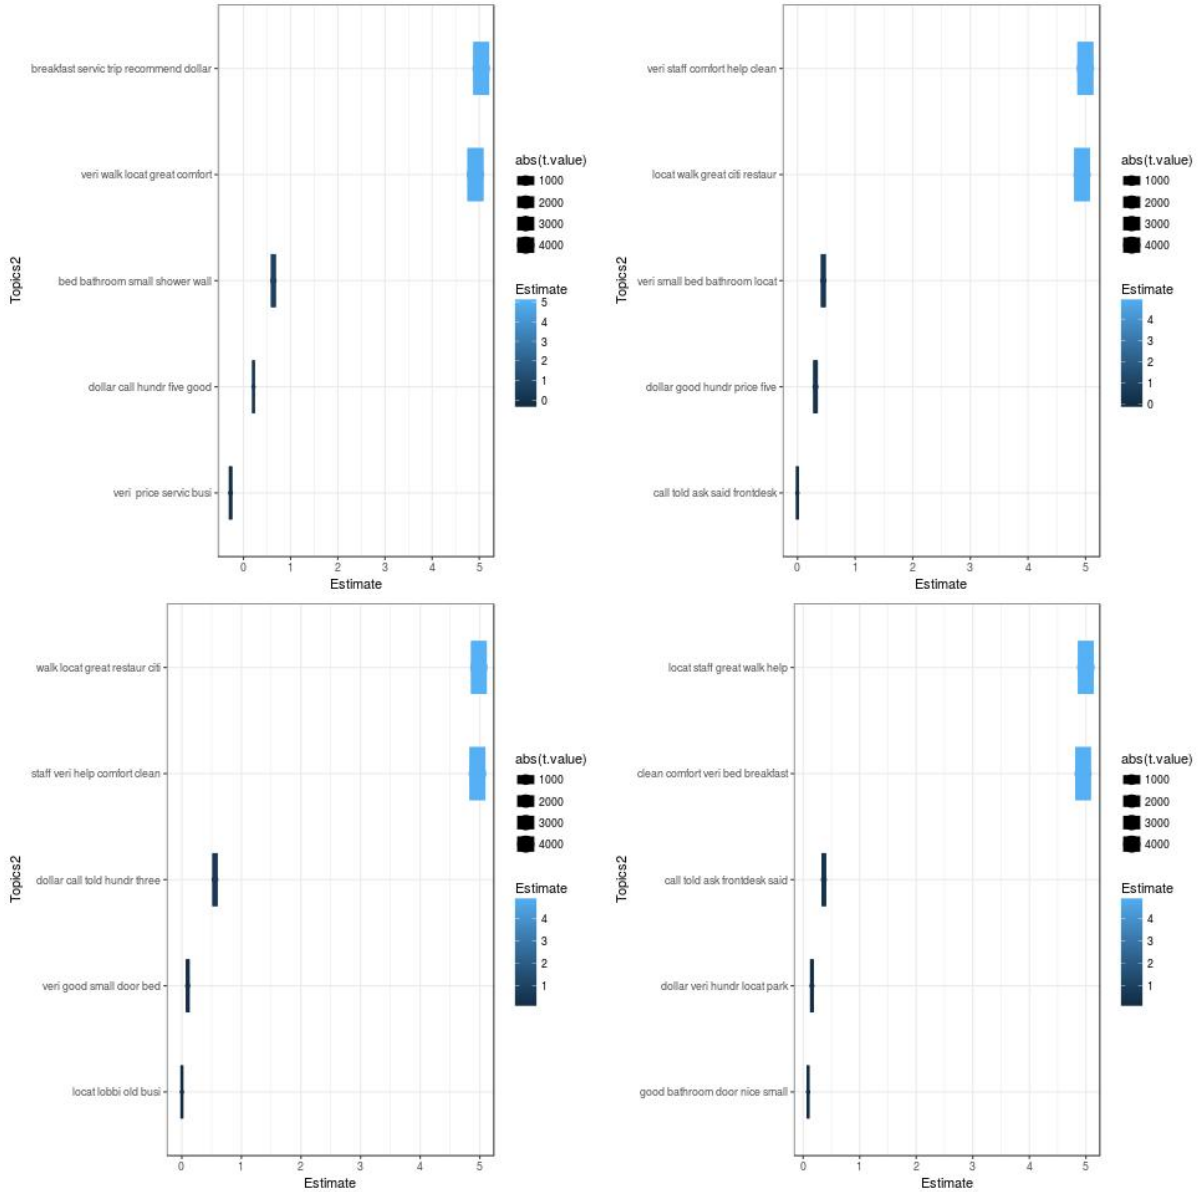 breakfast servic trip recommend dollar
veri walk locat great comfort
bed bathroom small shower wall
dollar call hundr five good
veri price servic busi
Topics2
0 1 2 3 4 5
Estimate
abs(t.value)
1000
2000
3000
4000
Estimate
5
4
3
2
1
0
veri staff comfort help clean
locat walk great citi restaur
veri small bed bathroom locat
dollar good hundr price five
call told ask said frontdesk
Topics2
0 1 2 3 4 5
Estimate
abs(t.value)
1000
2000
3000
4000
Estimate
4
3
2
1
0
walk locat great restaur citi
staff veri help comfort clean
dollar call told hundr three
veri good small door bed
locat lobbi old busi
Topics2
0 1 2 3 4 5
Estimate
abs(t.value)
1000
2000
3000
4000
Estimate
4
3
2
1
locat staff great walk help
clean comfort veri bed breakfast
call told ask frontdesk said
dollar veri hundr locat park
good bathroom door nice small
Topics2
0 1 2 3 4 5
Estimate
abs(t.value)
1000
2000
3000
4000
Estimate
4
3
2
1